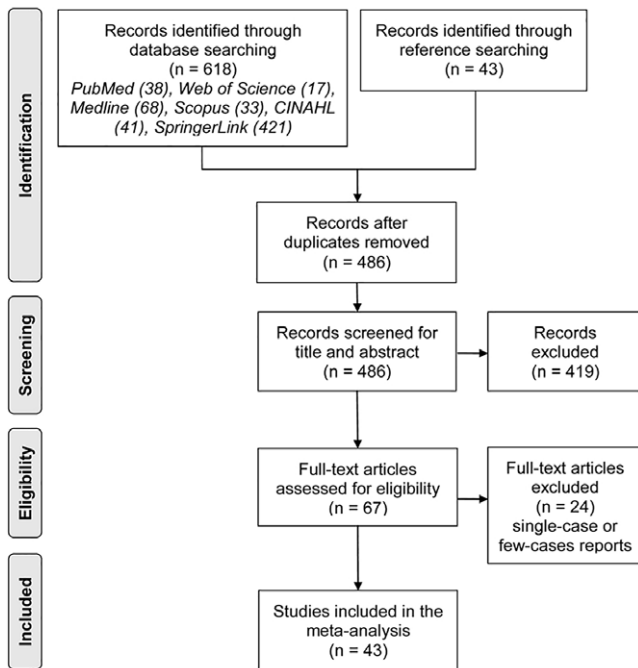 Identification
Records identified through
database searching
(n = 618)
PubMed (38), Web of Science (17),
Medline (68), Scopus (33), CINAHL
(41), SpringerLink (421)
Records identified through
reference searching
(n = 43)
Records after
duplicates removed
(n = 486)
Screening
Records screened for
title and abstract
(n = 486)
Records
excluded
(n = 419)
Eligibility
Full-text articles
assessed for eligibility
(n = 67)
Full-text articles
excluded
(n = 24)
single-case or
few-cases reports
Included
Studies included in the
meta-analysis
(n = 43)